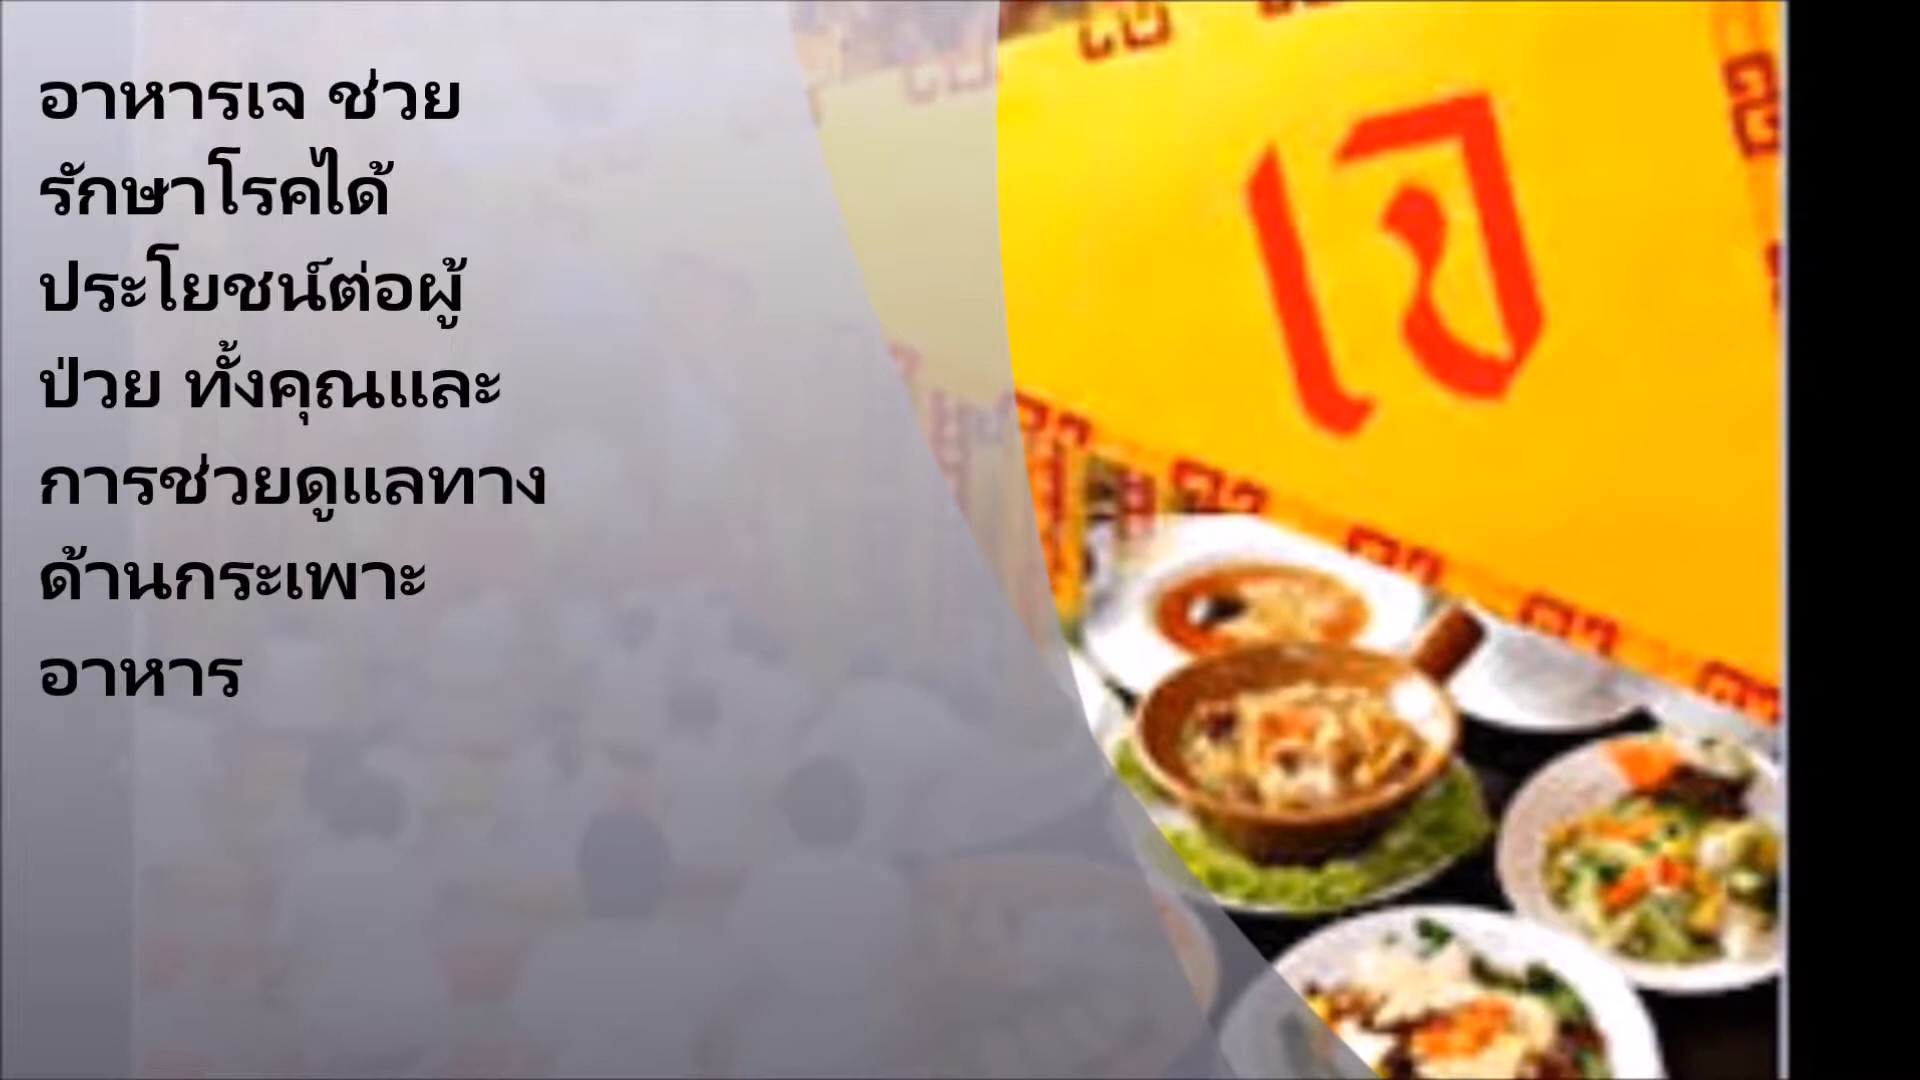 อาหารเจ ช่วย
รักษาโรคได้
ประโยชน์ต่อผู้
ป่วย ทั้งคุณและ
การช่วยดูแลทาง
ด้านกระเพาะ
อาหาร
เจ